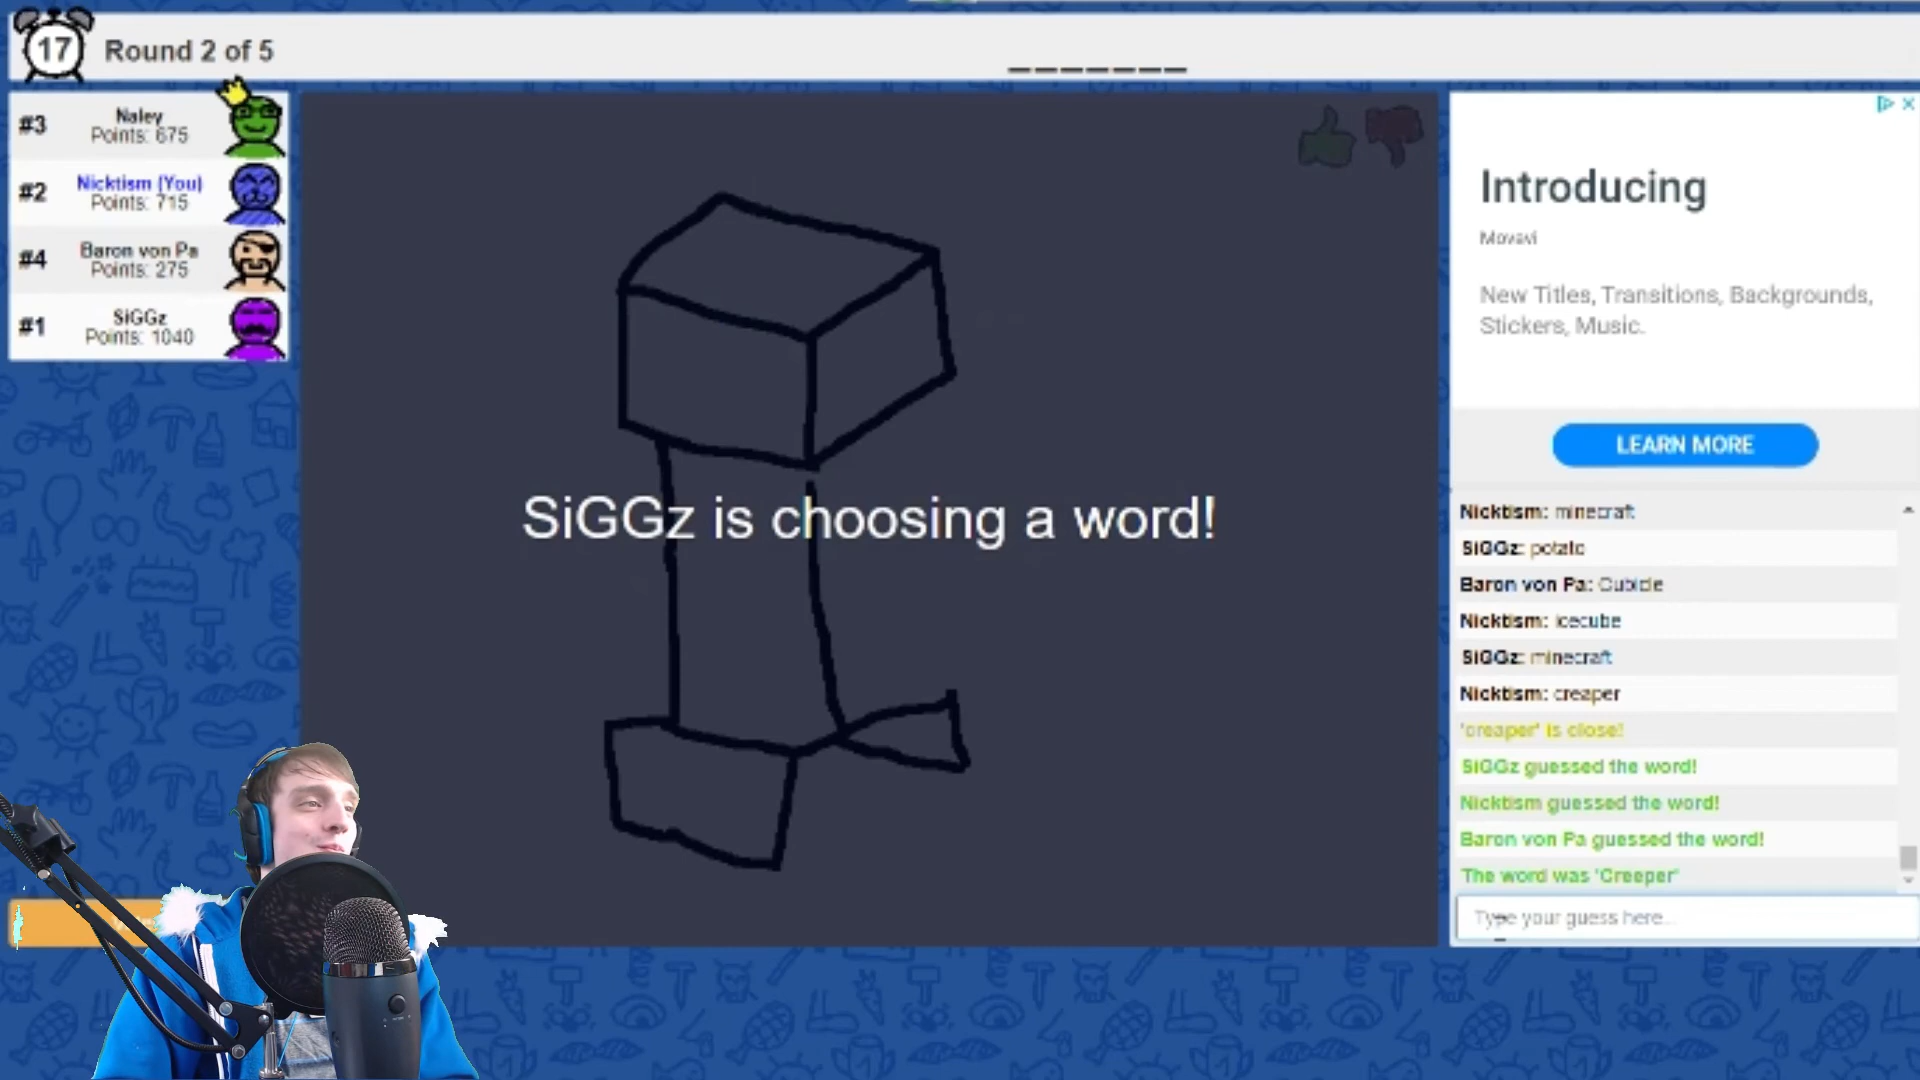 17
Round 2 of 5
_______
#3
Naley
Points: 675
#2
Nicktism (You)
Points: 715
#4
Baron von Pa
Points: 275
#1
SiGGz
Points: 1040
SiGGz is choosing a word!
Introducing
Movavi
New Titles, Transitions, Backgrounds,
Stickers, Music.
LEARN MORE
Nicktism: minecraft
SiGGz: potato
Baron von Pa: Cubicle
Nicktism: icecube
SiGGz: minecraft
Nicktism: creaper
'creaper' is close!
SiGGz guessed the word!
Nicktism guessed the word!
Baron von Pa guessed the word!
The word was 'Creeper'
Type your guess here...